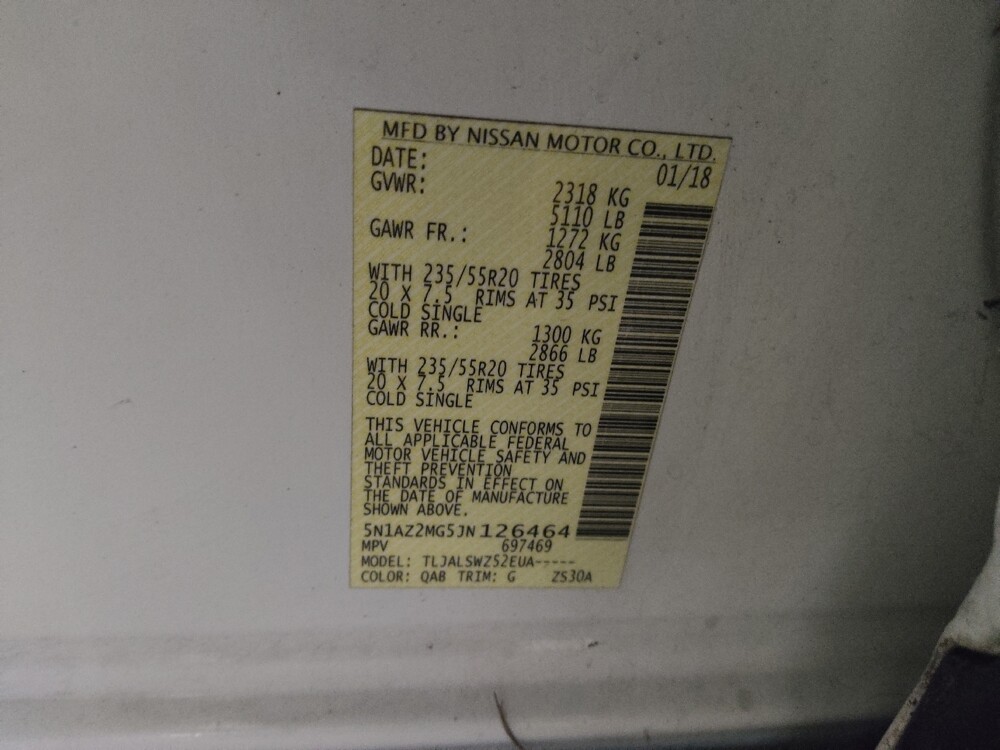 MFD BY NISSAN MOTOR CO., LTD.
DATE: 01/18
GVWR: 2318 KG
5110 LB
GAWR FR.: 1272 KG
2804 LB
WITH 235/55R20 TIRES
20 X 7.5 RIMS AT 35 PSI
COLD SINGLE
GAWR RR.: 1300 KG
2866 LB
WITH 235/55R20 TIRES
20 X 7.5 RIMS AT 35 PSI
COLD SINGLE
THIS VEHICLE CONFORMS TO
ALL APPLICABLE FEDERAL
MOTOR VEHICLE SAFETY AND
THEFT PREVENTION
STANDARDS IN EFFECT ON
THE DATE OF MANUFACTURE
SHOWN ABOVE.
5N1AZ2MG5JN126464
MPV 697469
MODEL: TLJALSWZ52EUA-----
COLOR: QAB TRIM: G ZS30A